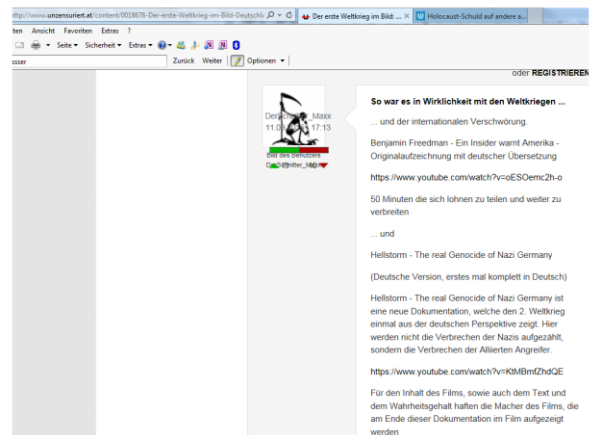 http://www.unzensuriert.at/content/0018678-Der-erste-Weltkrieg-im-Bild-Deutschl
Der erste Weltkrieg im Bild: ...
Holocaust-Schuld auf andere a...
ten Ansicht Favoriten Extras ?
Seite Sicherheit Extras
sser Zurück Weiter Optionen
oder REGISTRIEREN
17:13
Bild des Benutzers
So war es in Wirklichkeit mit den Weltkriegen ...
... und der internationalen Verschwörung.
Benjamin Freedman - Ein Insider warnt Amerika -
Originalaufzeichnung mit deutscher Übersetzung
https://www.youtube.com/watch?v=oESOemc2h-o
50 Minuten die sich lohnen zu teilen und weiter zu
verbreiten
... und
Hellstorm - The real Genocide of Nazi Germany
(Deutsche Version, erstes mal komplett in Deutsch)
Hellstorm - The real Genocide of Nazi Germany ist
eine neue Dokumentation, welche den 2. Weltkrieg
einmal aus der deutschen Perspektive zeigt. Hier
werden nicht die Verbrechen der Nazis aufgezählt,
sondern die Verbrechen der Alliierten Angreifer.
https://www.youtube.com/watch?v=KtMBmfZhdQE
Für den Inhalt des Films, sowie auch dem Text und
dem Wahrheitsgehalt haften die Macher des Films, die
am Ende dieser Dokumentation im Film aufgezeigt
werden